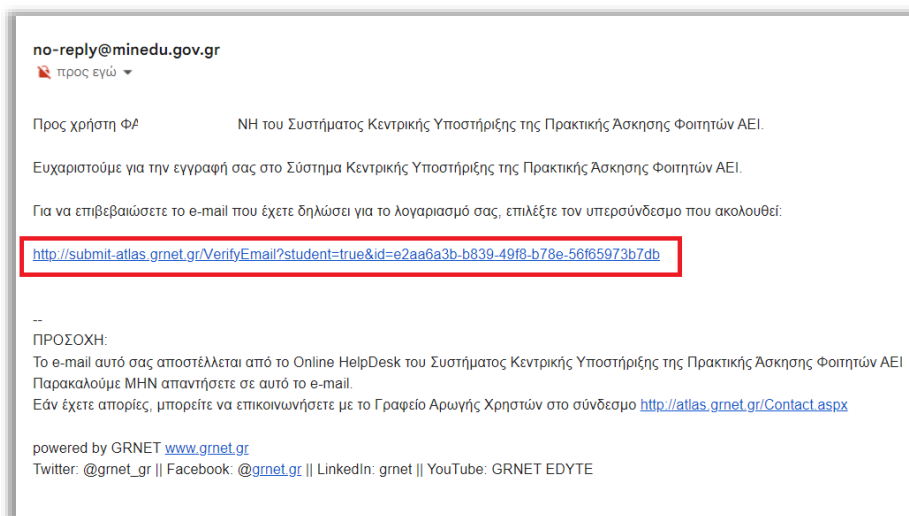 no-reply@minedu.gov.gr
προς εγώ
Προς χρήστη ΦΑ ΝΗ του Συστήματος Κεντρικής Υποστήριξης της Πρακτικής Άσκησης Φοιτητών ΑΕΙ.
Ευχαριστούμε για την εγγραφή σας στο Σύστημα Κεντρικής Υποστήριξης της Πρακτικής Άσκησης Φοιτητών ΑΕΙ.
Για να επιβεβαιώσετε το e-mail που έχετε δηλώσει για το λογαριασμό σας, επιλέξτε τον υπερσύνδεσμο που ακολουθεί:
http://submit-atlas.grnet.gr/VerifyEmail?student=true&id=e2aa6a3b-b839-49f8-b78e-56f65973b7db
--
ΠΡΟΣΟΧΗ:
Το e-mail αυτό σας αποστέλλεται από το Online HelpDesk του Συστήματος Κεντρικής Υποστήριξης της Πρακτικής Άσκησης Φοιτητών ΑΕΙ
Παρακαλούμε ΜΗΝ απαντήσετε σε αυτό το e-mail.
Εάν έχετε απορίες, μπορείτε να επικοινωνήσετε με το Γραφείο Αρωγής Χρηστών στο σύνδεσμο http://atlas.grnet.gr/Contact.aspx
powered by GRNET www.grnet.gr
Twitter: @grnet_gr || Facebook: @grnet.gr || LinkedIn: grnet || YouTube: GRNET EDYTE